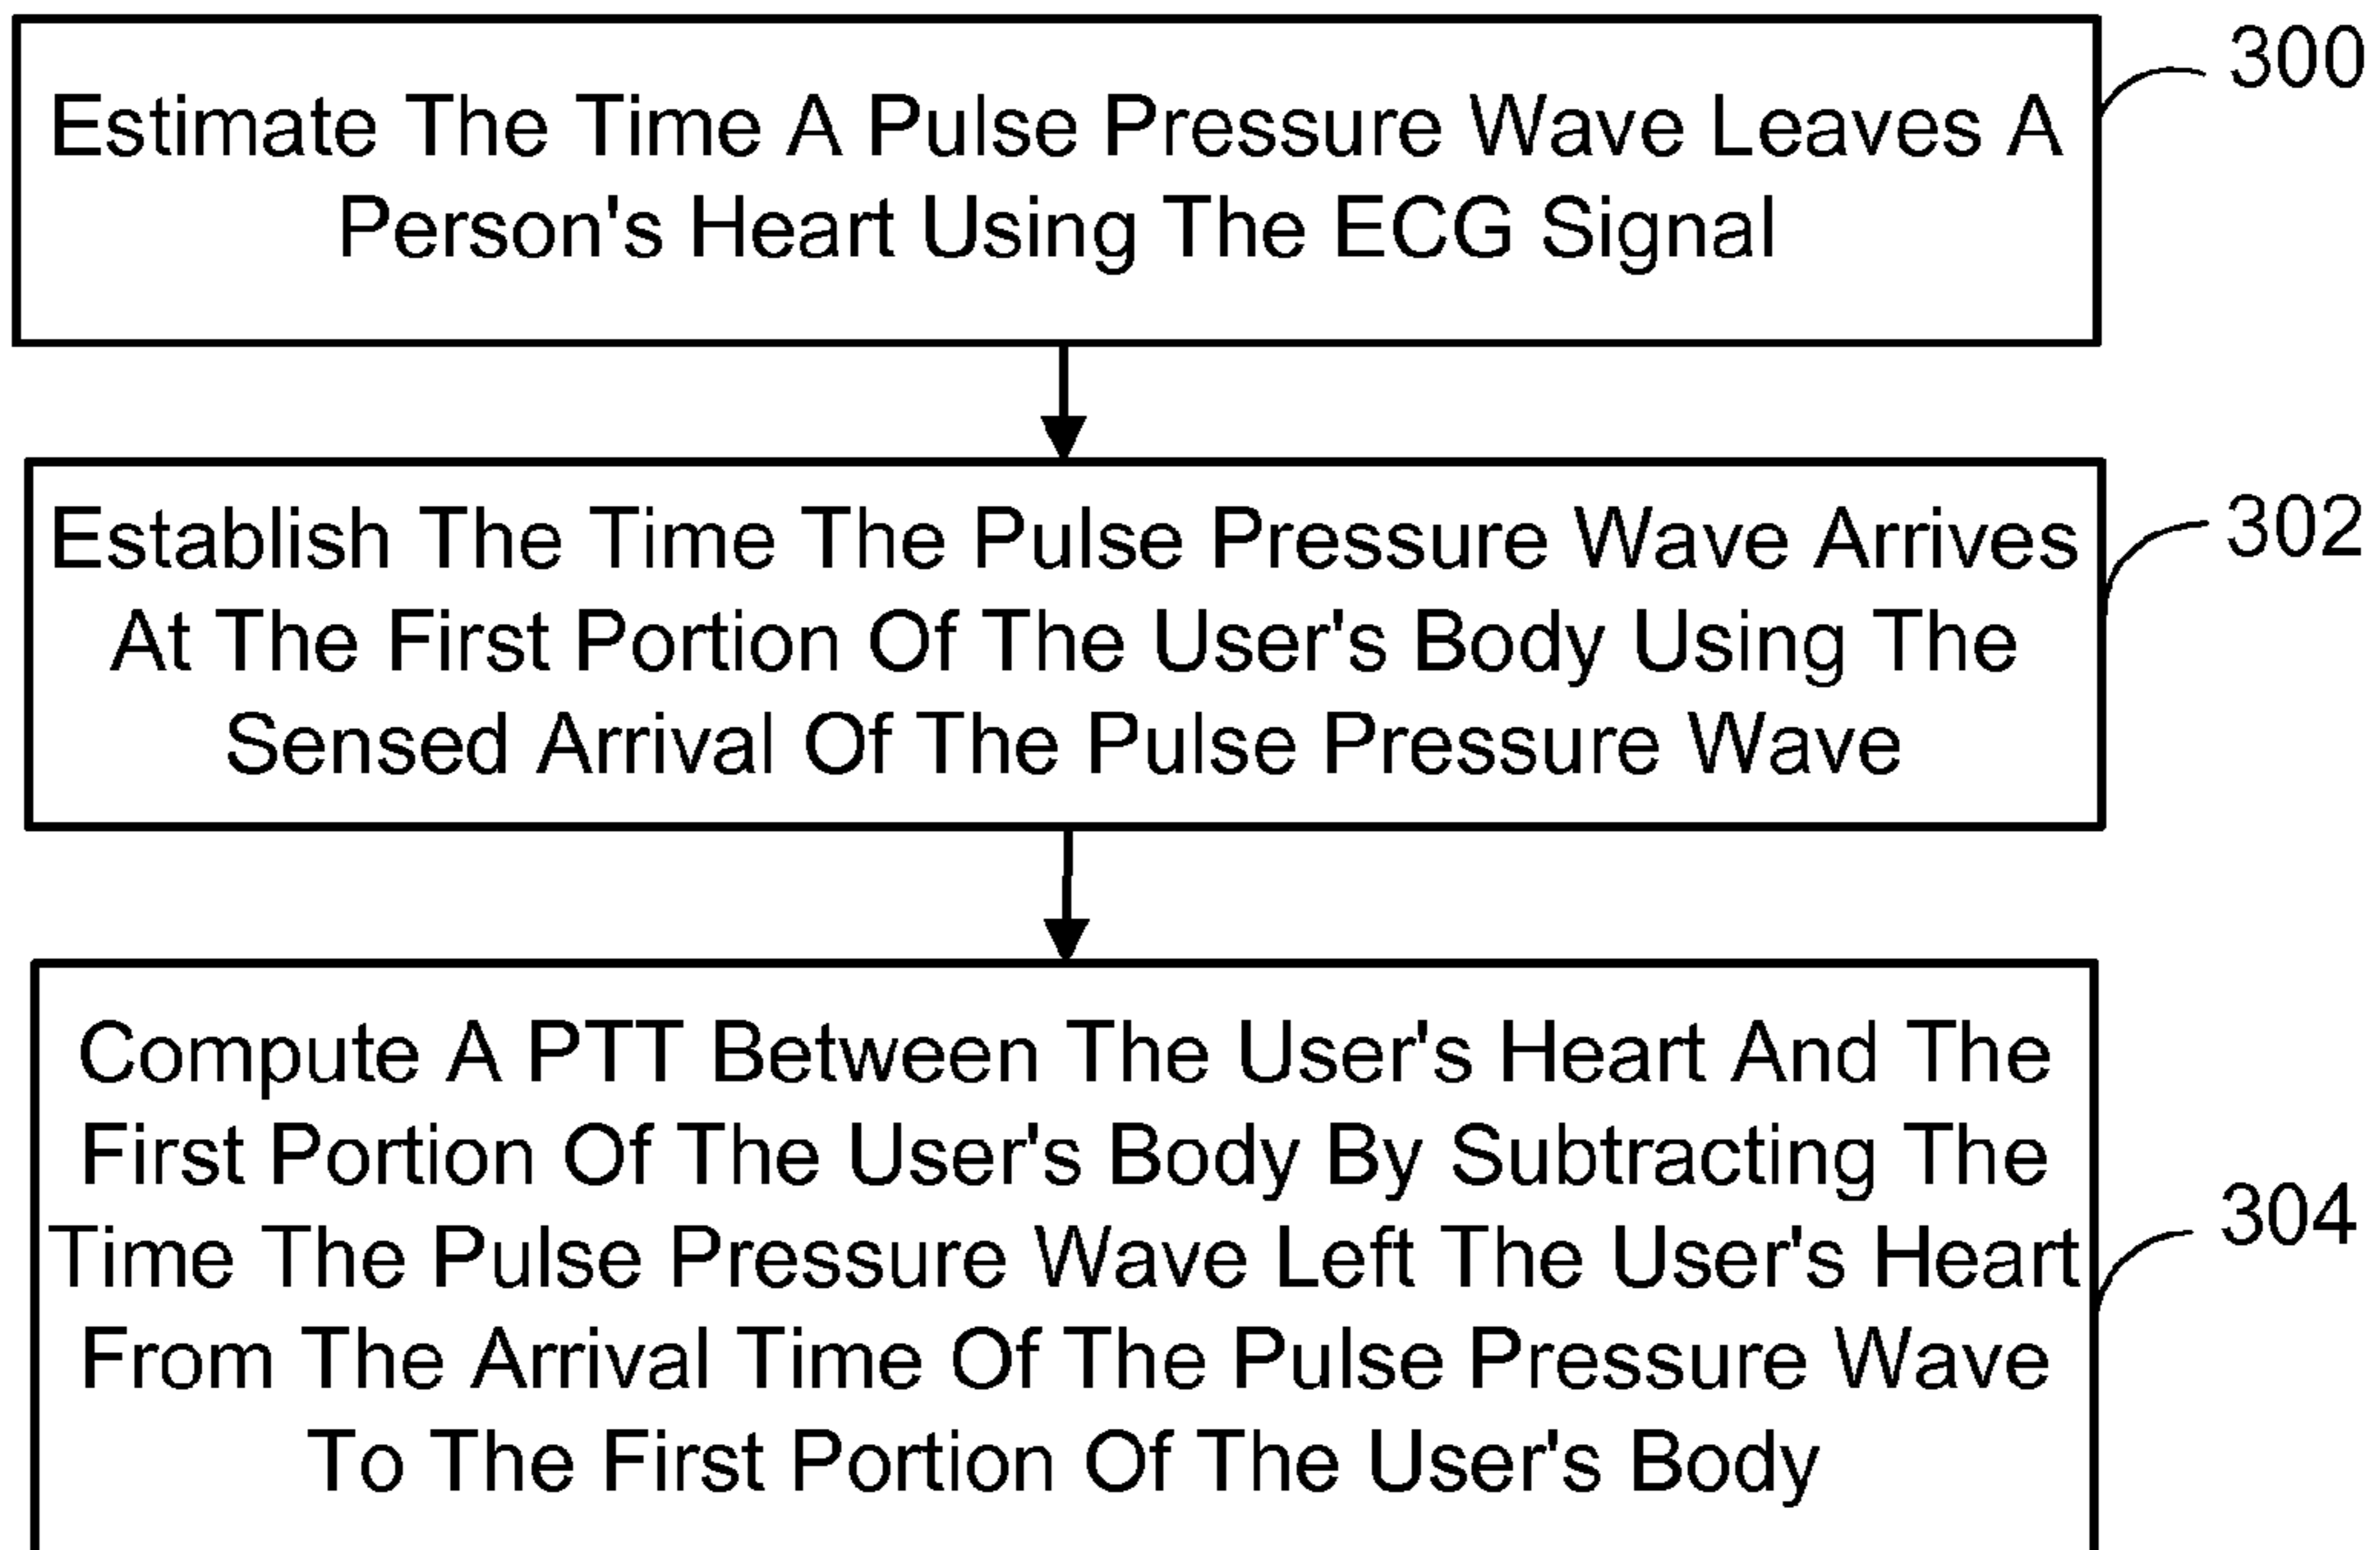 Estimate The Time A Pulse Pressure Wave Leaves A
Person's Heart Using The ECG Signal
300
Establish The Time The Pulse Pressure Wave Arrives
At The First Portion Of The User's Body Using The
Sensed Arrival Of The Pulse Pressure Wave
302
Compute A PTT Between The User's Heart And The
First Portion Of The User's Body By Subtracting The
Time The Pulse Pressure Wave Left The User's Heart
From The Arrival Time Of The Pulse Pressure Wave
To The First Portion Of The User's Body
304